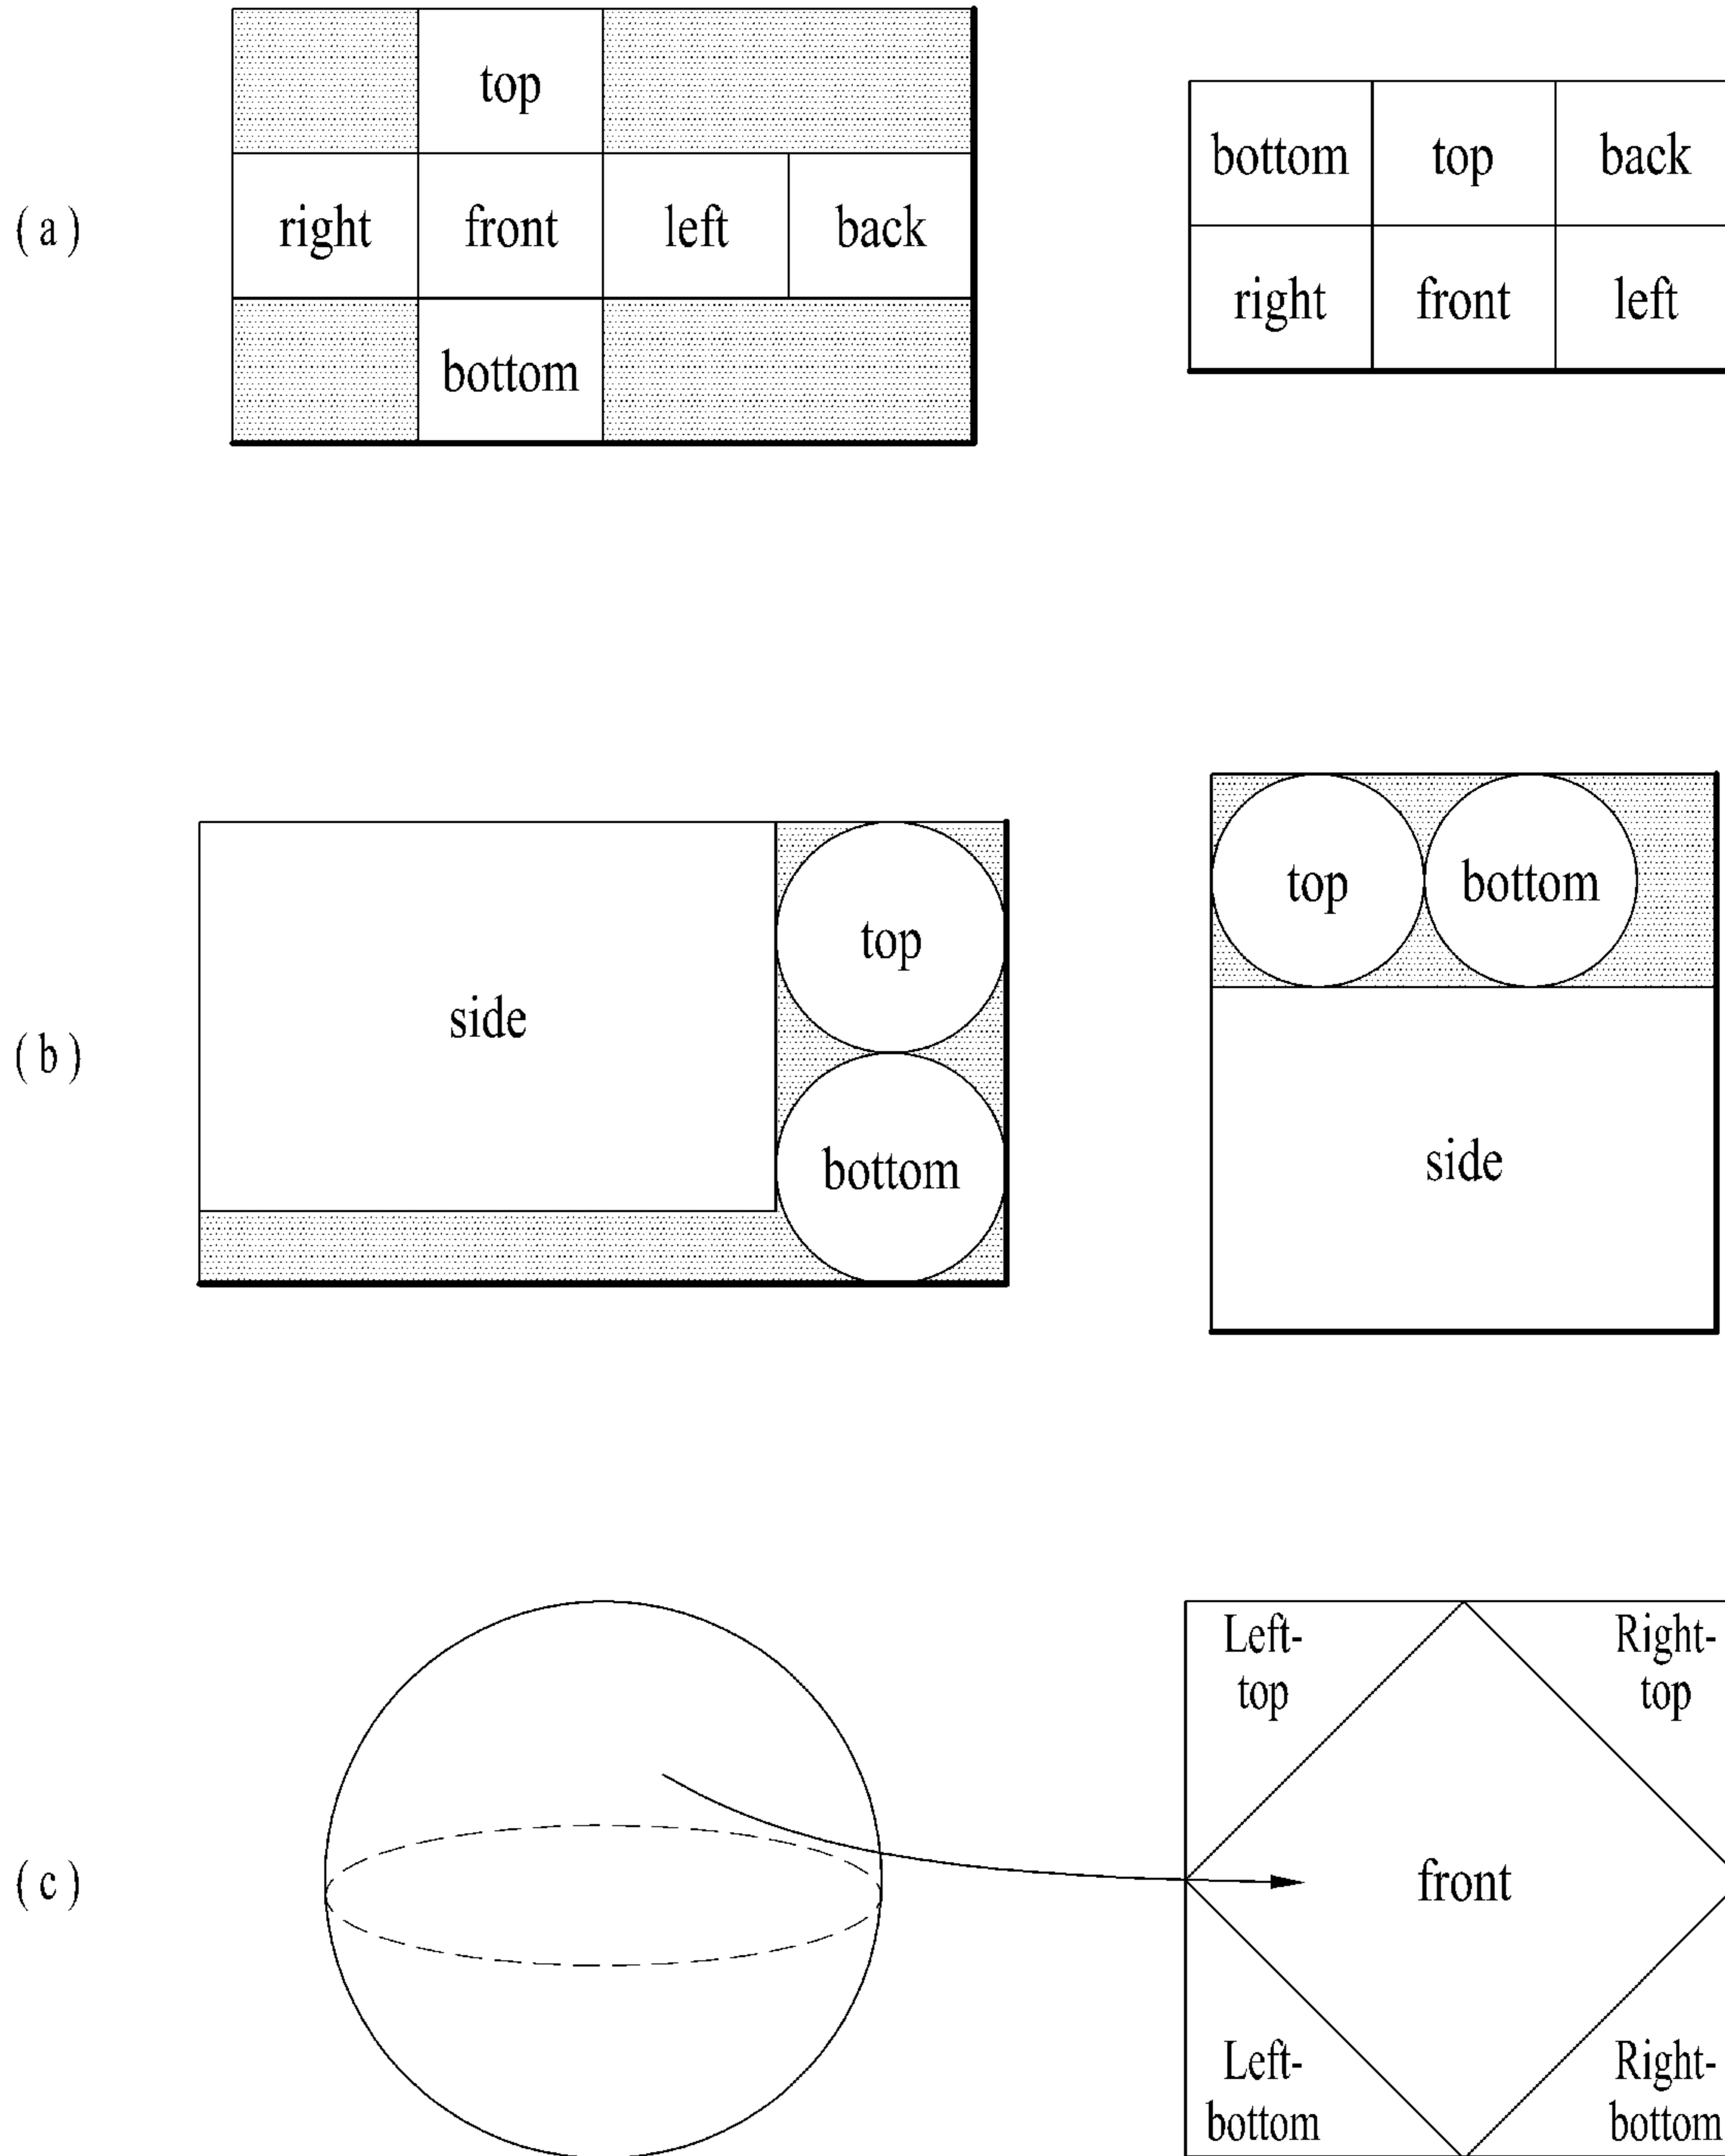 (a)
top
right front left back
bottom
bottom top back
right front left
(b)
side
top
bottom
top bottom
side
(c)
Left-
top
Right-
top
front
Left-
bottom
Right-
bottom